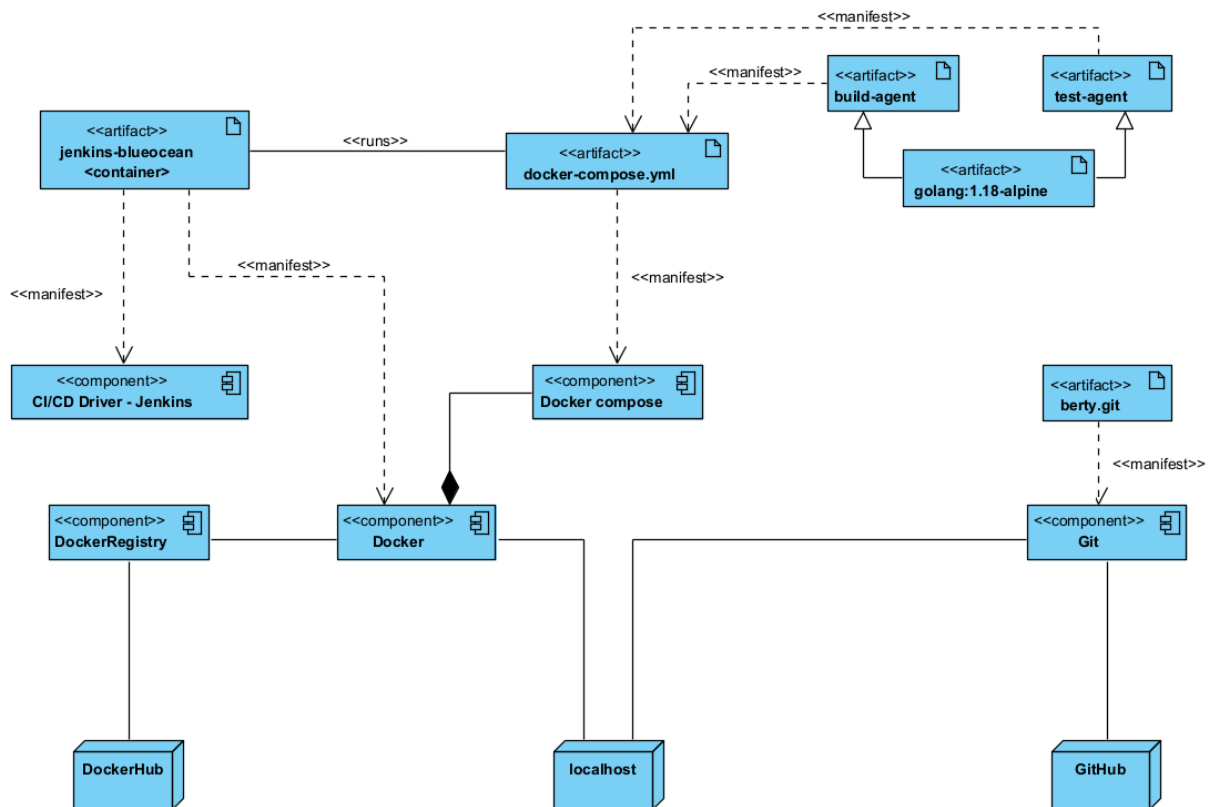 <<manifest>>
<<artifact>>
build-agent
<<artifact>>
test-agent
<<manifest>>
<<artifact>>
jenkins-blueocean
<container>
<<runs>>
<<artifact>>
docker-compose.yml
<<artifact>>
golang:1.18-alpine
<<manifest>>
<<manifest>>
<<manifest>>
<<component>>
CI/CD Driver - Jenkins
<<component>>
Docker compose
<<artifact>>
berty.git
<<manifest>>
<<component>>
DockerRegistry
<<component>>
Docker
<<component>>
Git
DockerHub
localhost
GitHub